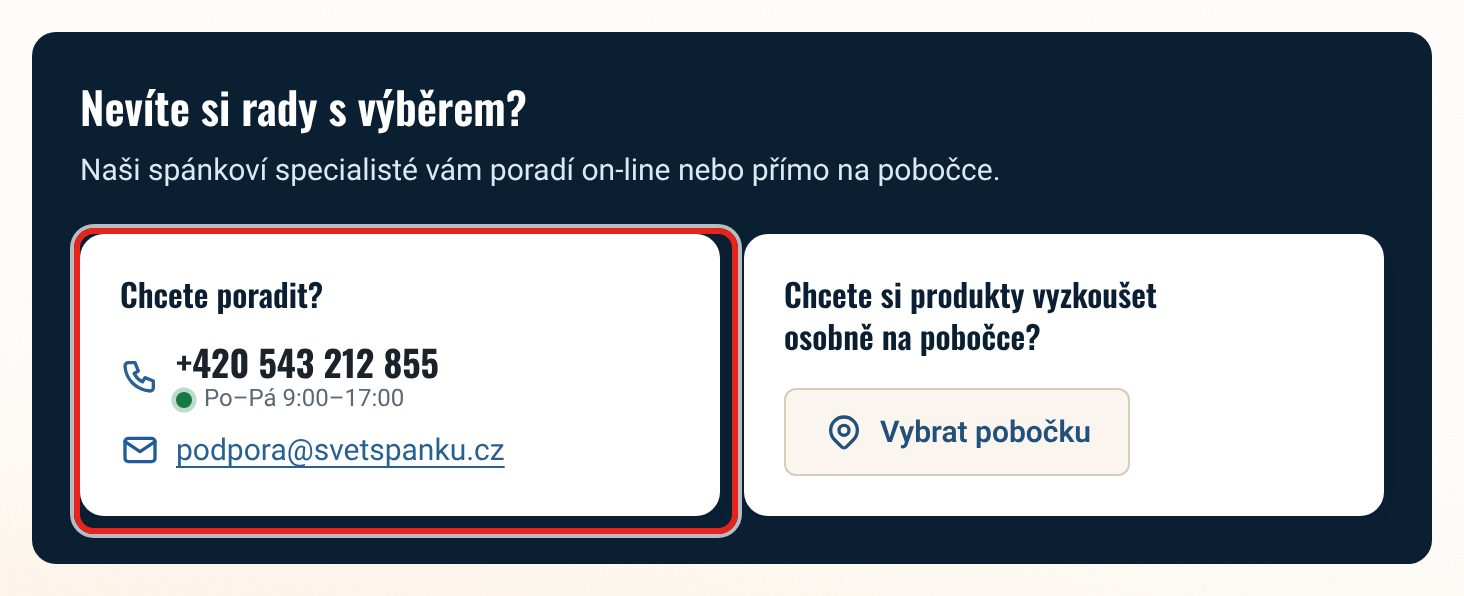 Nevíte si rady s výběrem?
Naši spánkoví specialisté vám poradí on-line nebo přímo na pobočce.
Chcete poradit?
+420 543 212 855
Po–Pá 9:00–17:00
podpora@svetspanku.cz
Chcete si produkty vyzkoušet
osobně na pobočce?
Vybrat pobočku